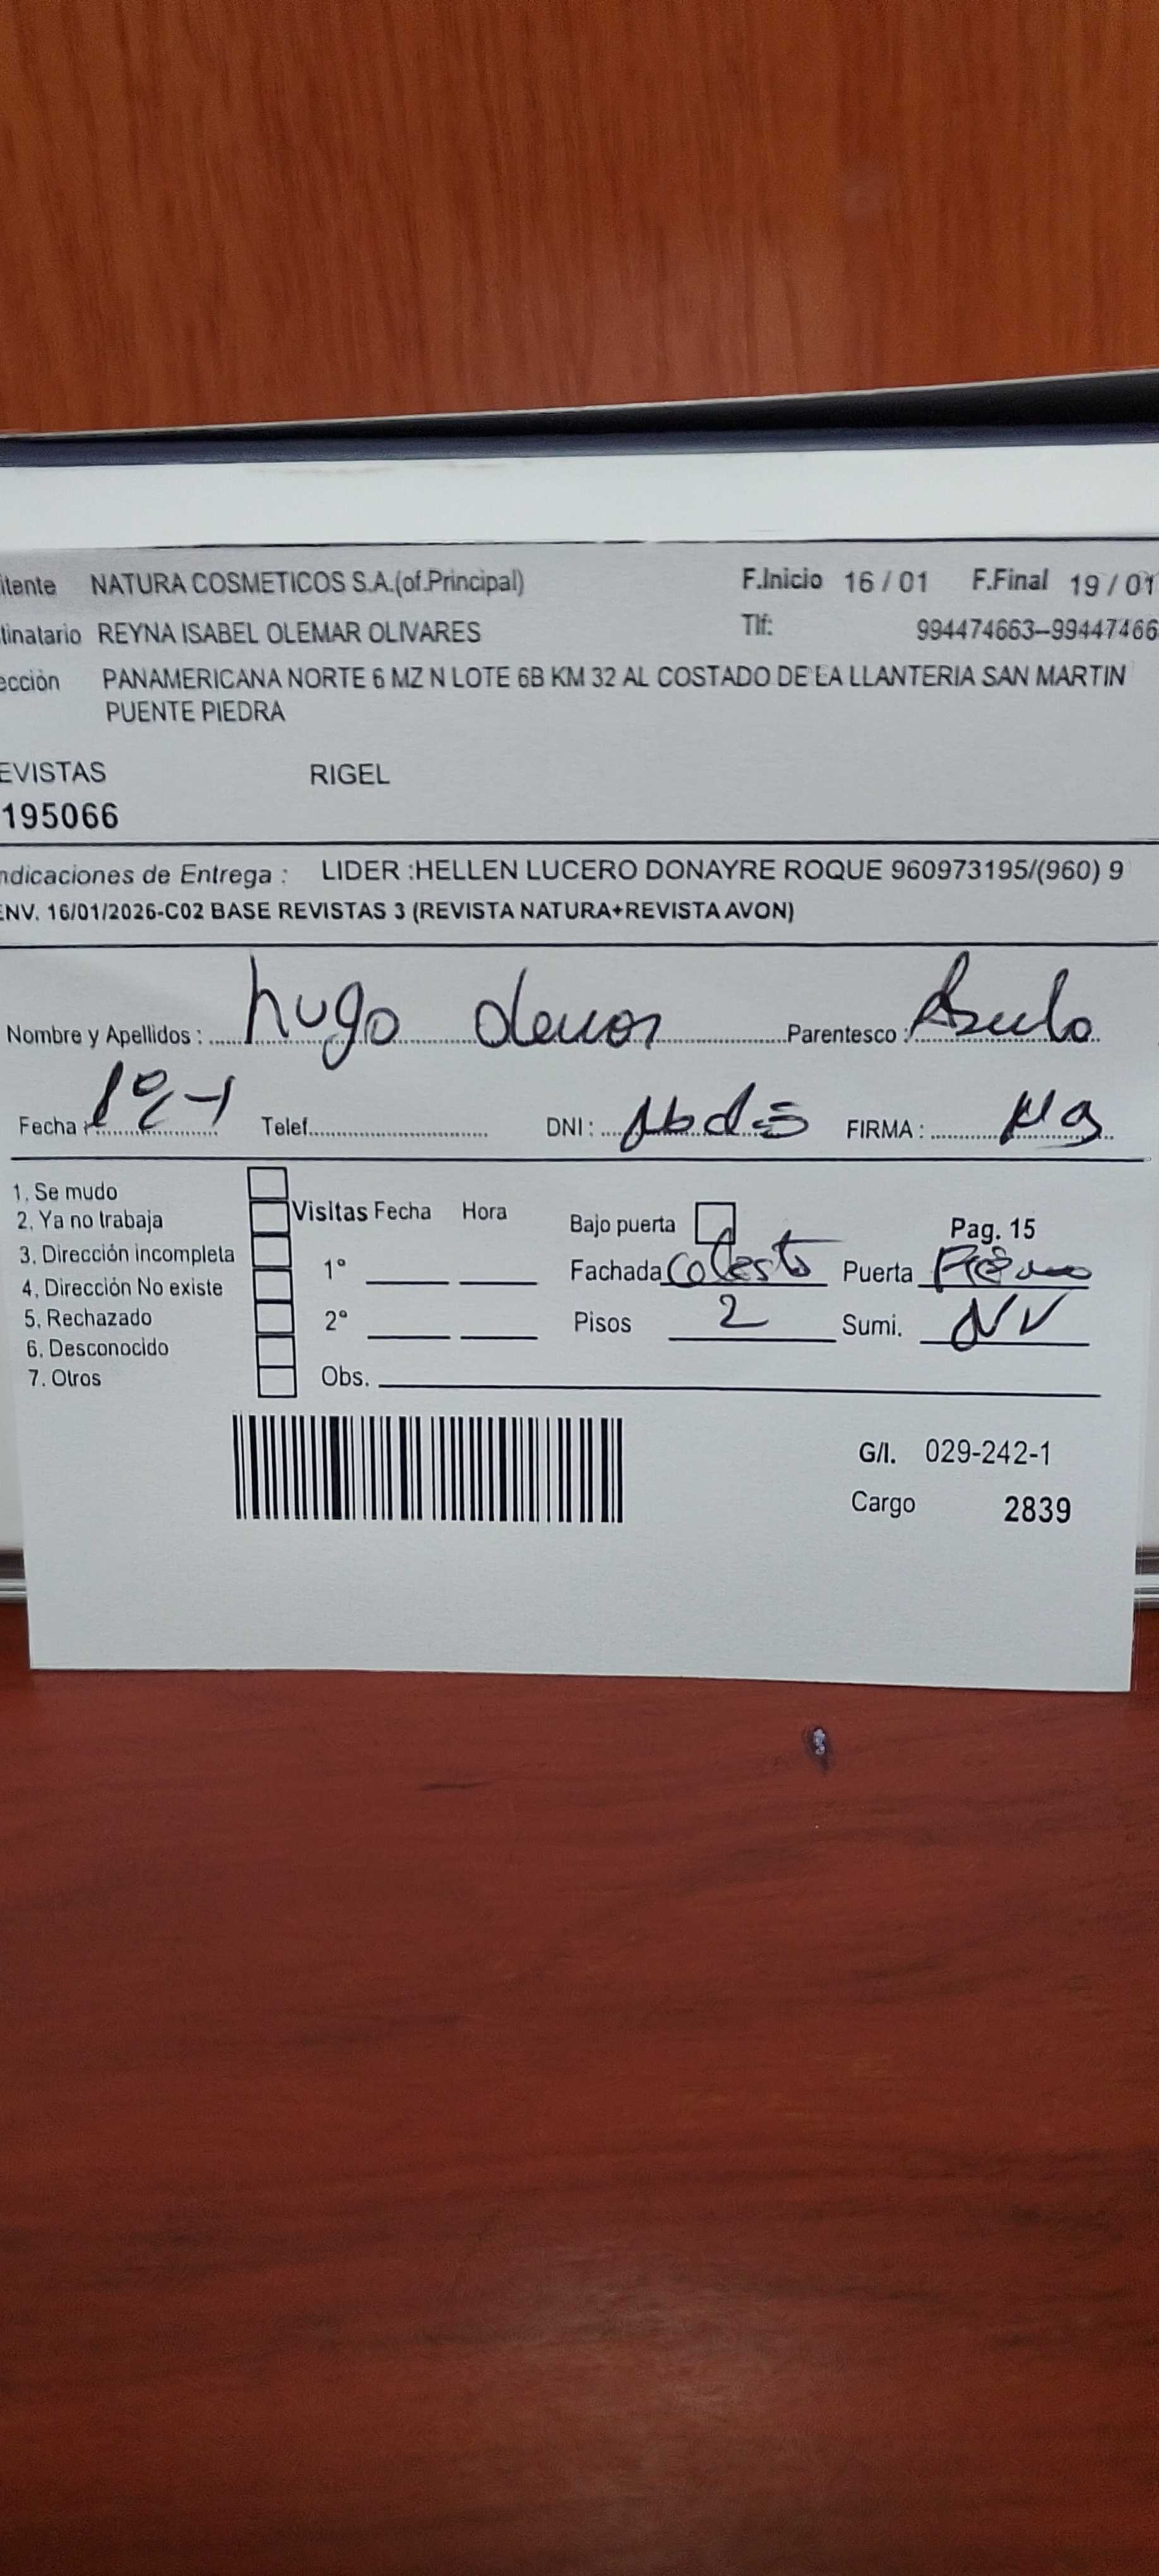 itente NATURA COSMETICOS S.A.(of.Principal) F.Inicio 16 / 01 F.Final 19 / 01
tinatario REYNA ISABEL OLEMAR OLIVARES Tlf: 994474663--99447466
ección PANAMERICANA NORTE 6 MZ N LOTE 6B KM 32 AL COSTADO DE LA LLANTERIA SAN MARTIN
PUENTE PIEDRA
EVISTAS RIGEL
195066
ndicaciones de Entrega : LIDER :HELLEN LUCERO DONAYRE ROQUE 960973195/(960) 9
ENV. 16/01/2026-C02 BASE REVISTAS 3 (REVISTA NATURA+REVISTA AVON)
Nombre y Apellidos : hugo Parentesco :
Fecha : Telef. DNI : FIRMA :
1. Se mudo
2. Ya no trabaja
3. Dirección incompleta
4. Dirección No existe
5. Rechazado
6. Desconocido
7. Otros
Visitas Fecha Hora
1°
2°
Obs.
Bajo puerta Pag. 15
Fachada Celeste Puerta
Pisos 2 Sumi. NV
G/I. 029-242-1
Cargo 2839